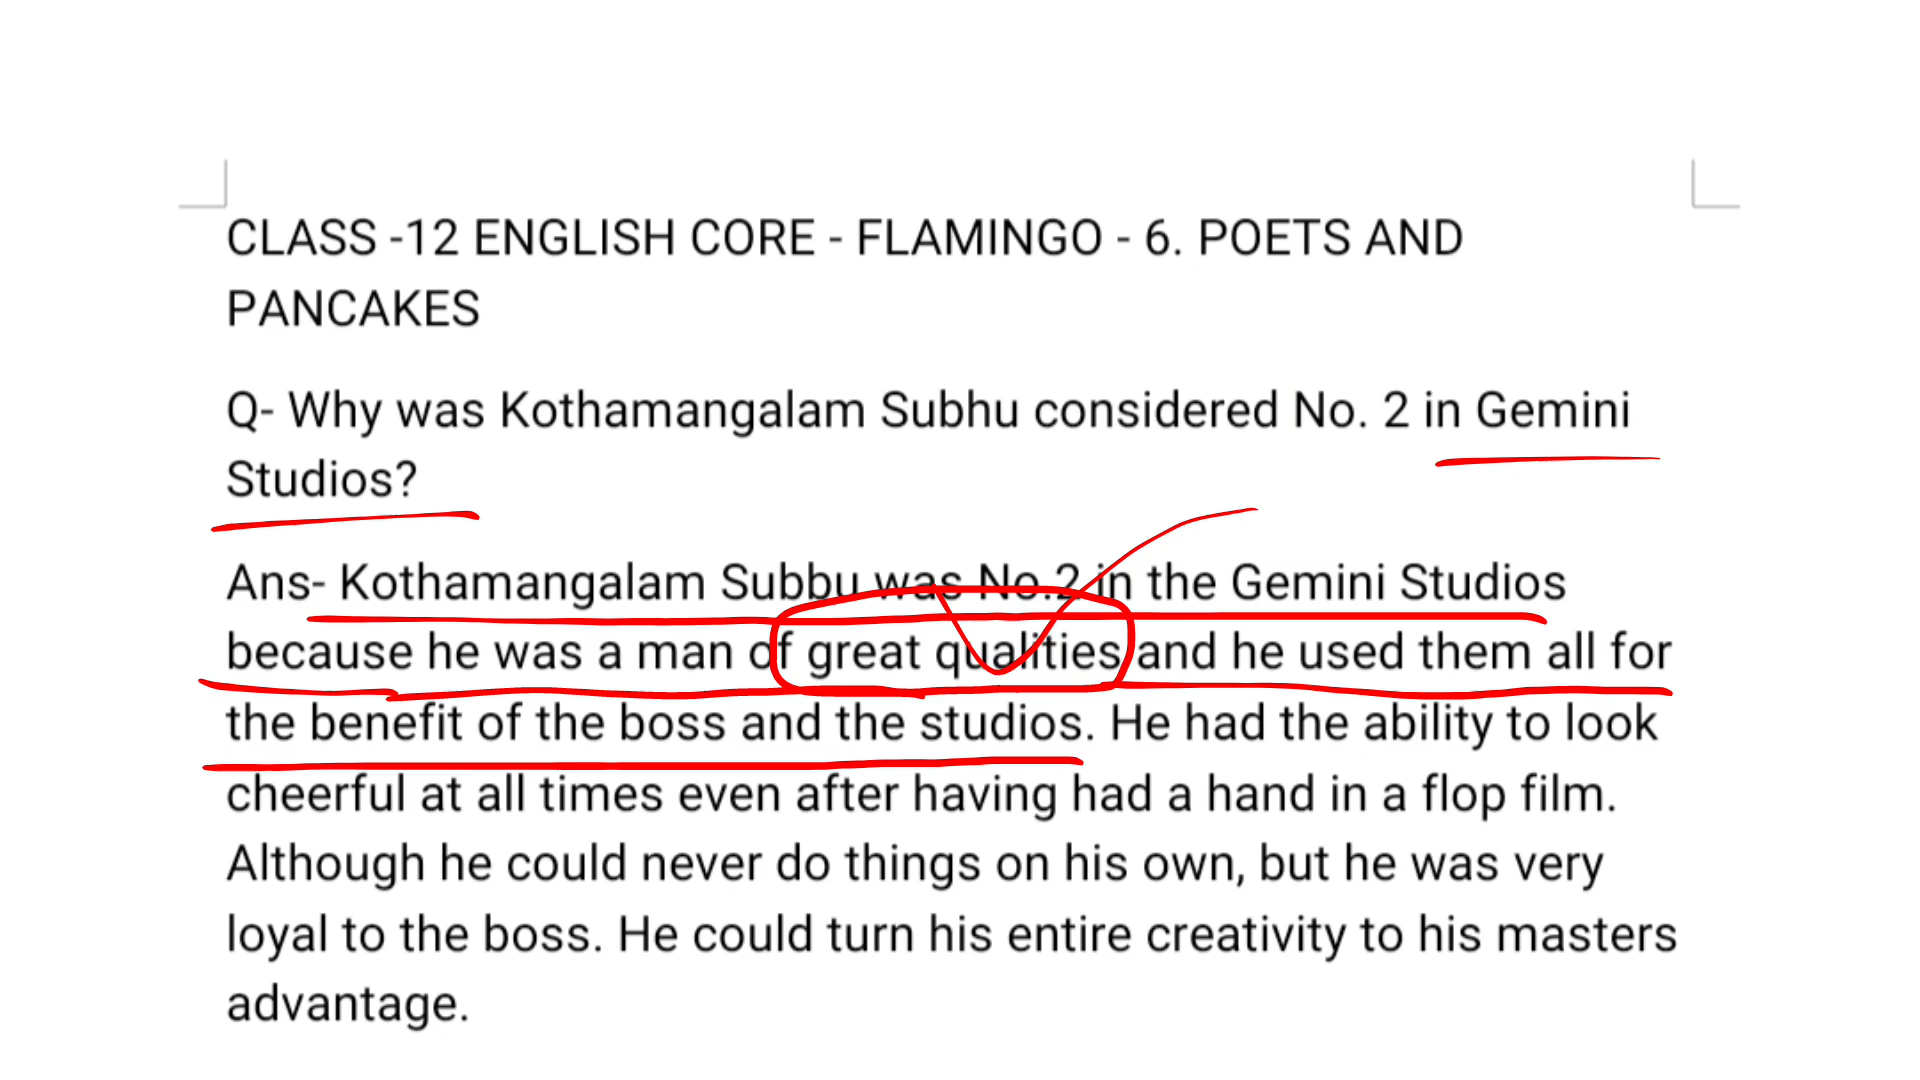 CLASS -12 ENGLISH CORE - FLAMINGO - 6. POETS AND
PANCAKES
Q- Why was Kothamangalam Subhu considered No. 2 in Gemini
Studios?
Ans- Kothamangalam Subbu was No.2 in the Gemini Studios
because he was a man of great qualities and he used them all for
the benefit of the boss and the studios. He had the ability to look
cheerful at all times even after having had a hand in a flop film.
Although he could never do things on his own, but he was very
loyal to the boss. He could turn his entire creativity to his masters
advantage.